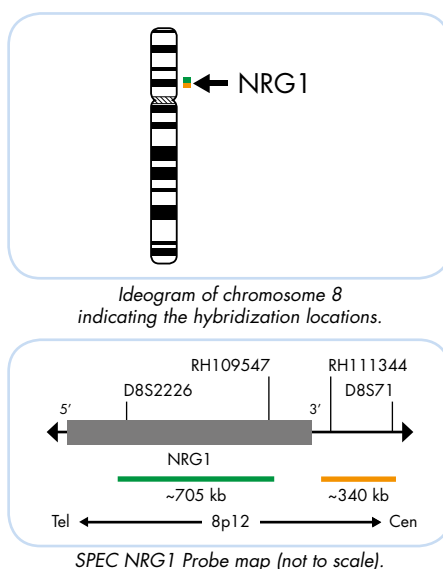 NRG1
Ideogram of chromosome 8
indicating the hybridization locations.
RH109547 RH111344
D8S2226 D8S71
5' 3'
NRG1
~705 kb ~340 kb
Tel 8p12 Cen
SPEC NRG1 Probe map (not to scale).